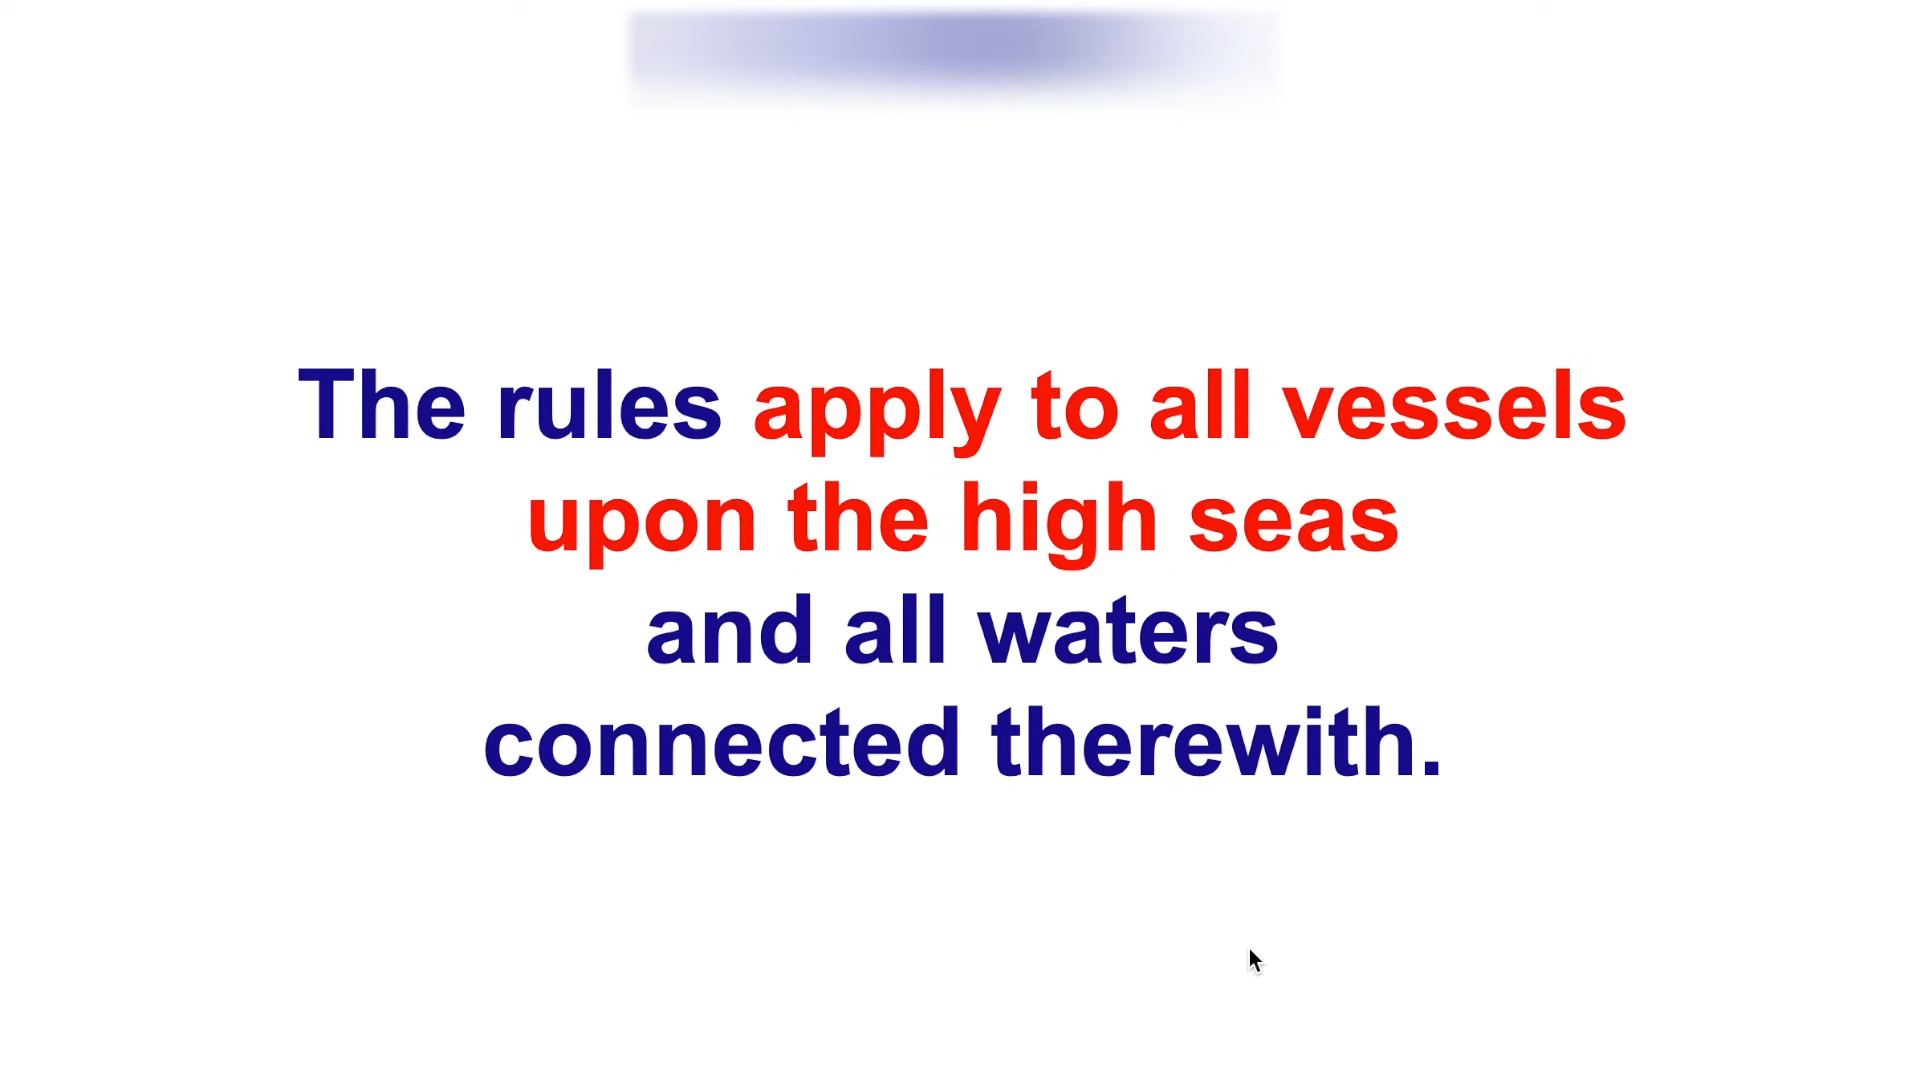 The rules apply to all vessels
upon the high seas
and all waters
connected therewith.